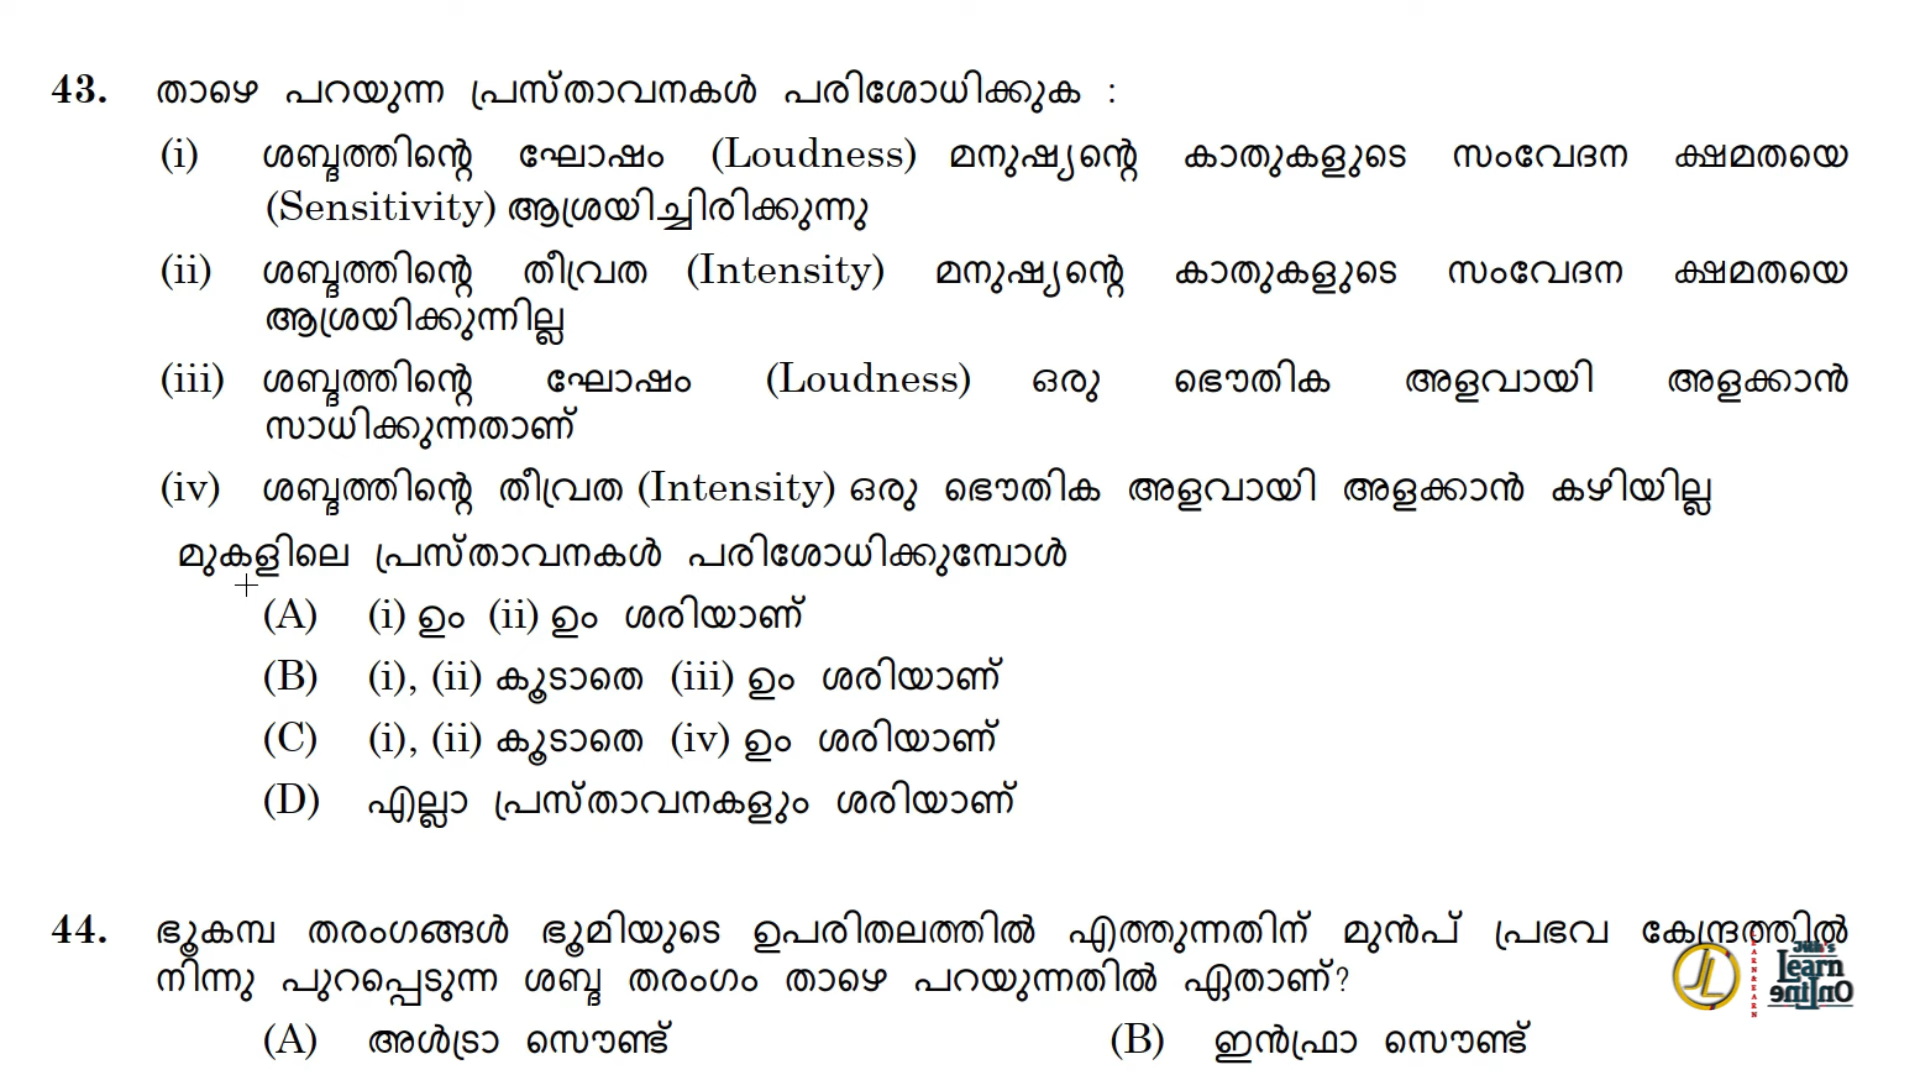 43. താഴെ പറയുന്ന പ്രസ്താവനകൾ പരിശോധിക്കുക :
(i) ശബ്ദത്തിന്റെ ഘോഷം (Loudness) മനുഷ്യന്റെ കാതുകളുടെ സംവേദന ക്ഷമതയെ
(Sensitivity) ആശ്രയിച്ചിരിക്കുന്നു
(ii) ശബ്ദത്തിന്റെ തീവ്രത (Intensity) മനുഷ്യന്റെ കാതുകളുടെ സംവേദന ക്ഷമതയെ
ആശ്രയിക്കുന്നില്ല
(iii) ശബ്ദത്തിന്റെ ഘോഷം (Loudness) ഒരു ഭൌതിക അളവായി അളക്കാൻ
സാധിക്കുന്നതാണ്
(iv) ശബ്ദത്തിന്റെ തീവ്രത (Intensity) ഒരു ഭൌതിക അളവായി അളക്കാൻ കഴിയില്ല
മുകളിലെ പ്രസ്താവനകൾ പരിശോധിക്കുമ്പോൾ
(A) (i) ഉം (ii) ഉം ശരിയാണ്
(B) (i), (ii) കൂടാതെ (iii) ഉം ശരിയാണ്
(C) (i), (ii) കൂടാതെ (iv) ഉം ശരിയാണ്
(D) എല്ലാ പ്രസ്താവനകളും ശരിയാണ്
44. ഭൂകമ്പ തരംഗങ്ങൾ ഭൂമിയുടെ ഉപരിതലത്തിൽ എത്തുന്നതിന് മുൻപ് പ്രഭവ കേന്ദ്രത്തിൽ
നിന്നു പുറപ്പെടുന്ന ശബ്ദ തരംഗം താഴെ പറയുന്നതിൽ ഏതാണ്?
(A) അൾട്രാ സൌണ്ട് (B) ഇൻഫ്രാ സൌണ്ട്
JL
Learn